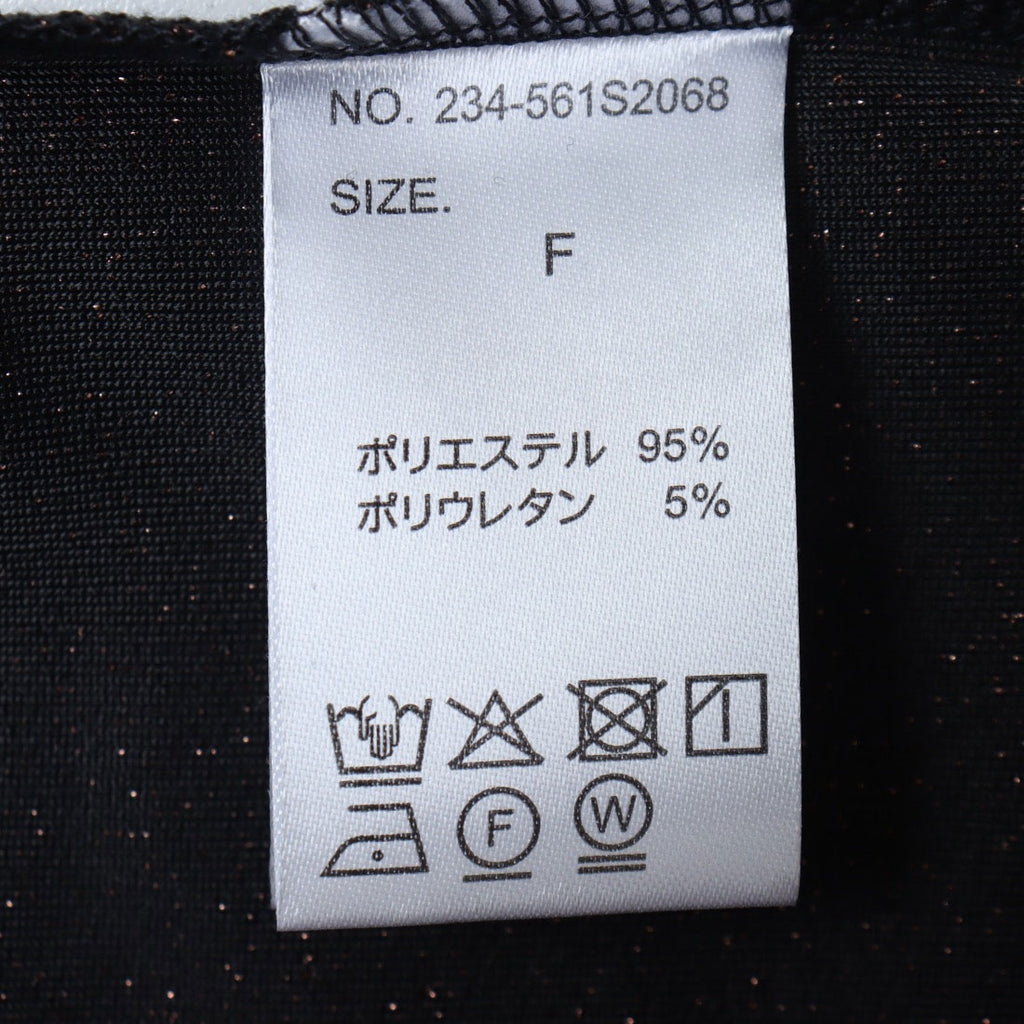 NO. 234-561S2068
SIZE.
F
ポリエステル 95%
ポリウレタン 5%
F W